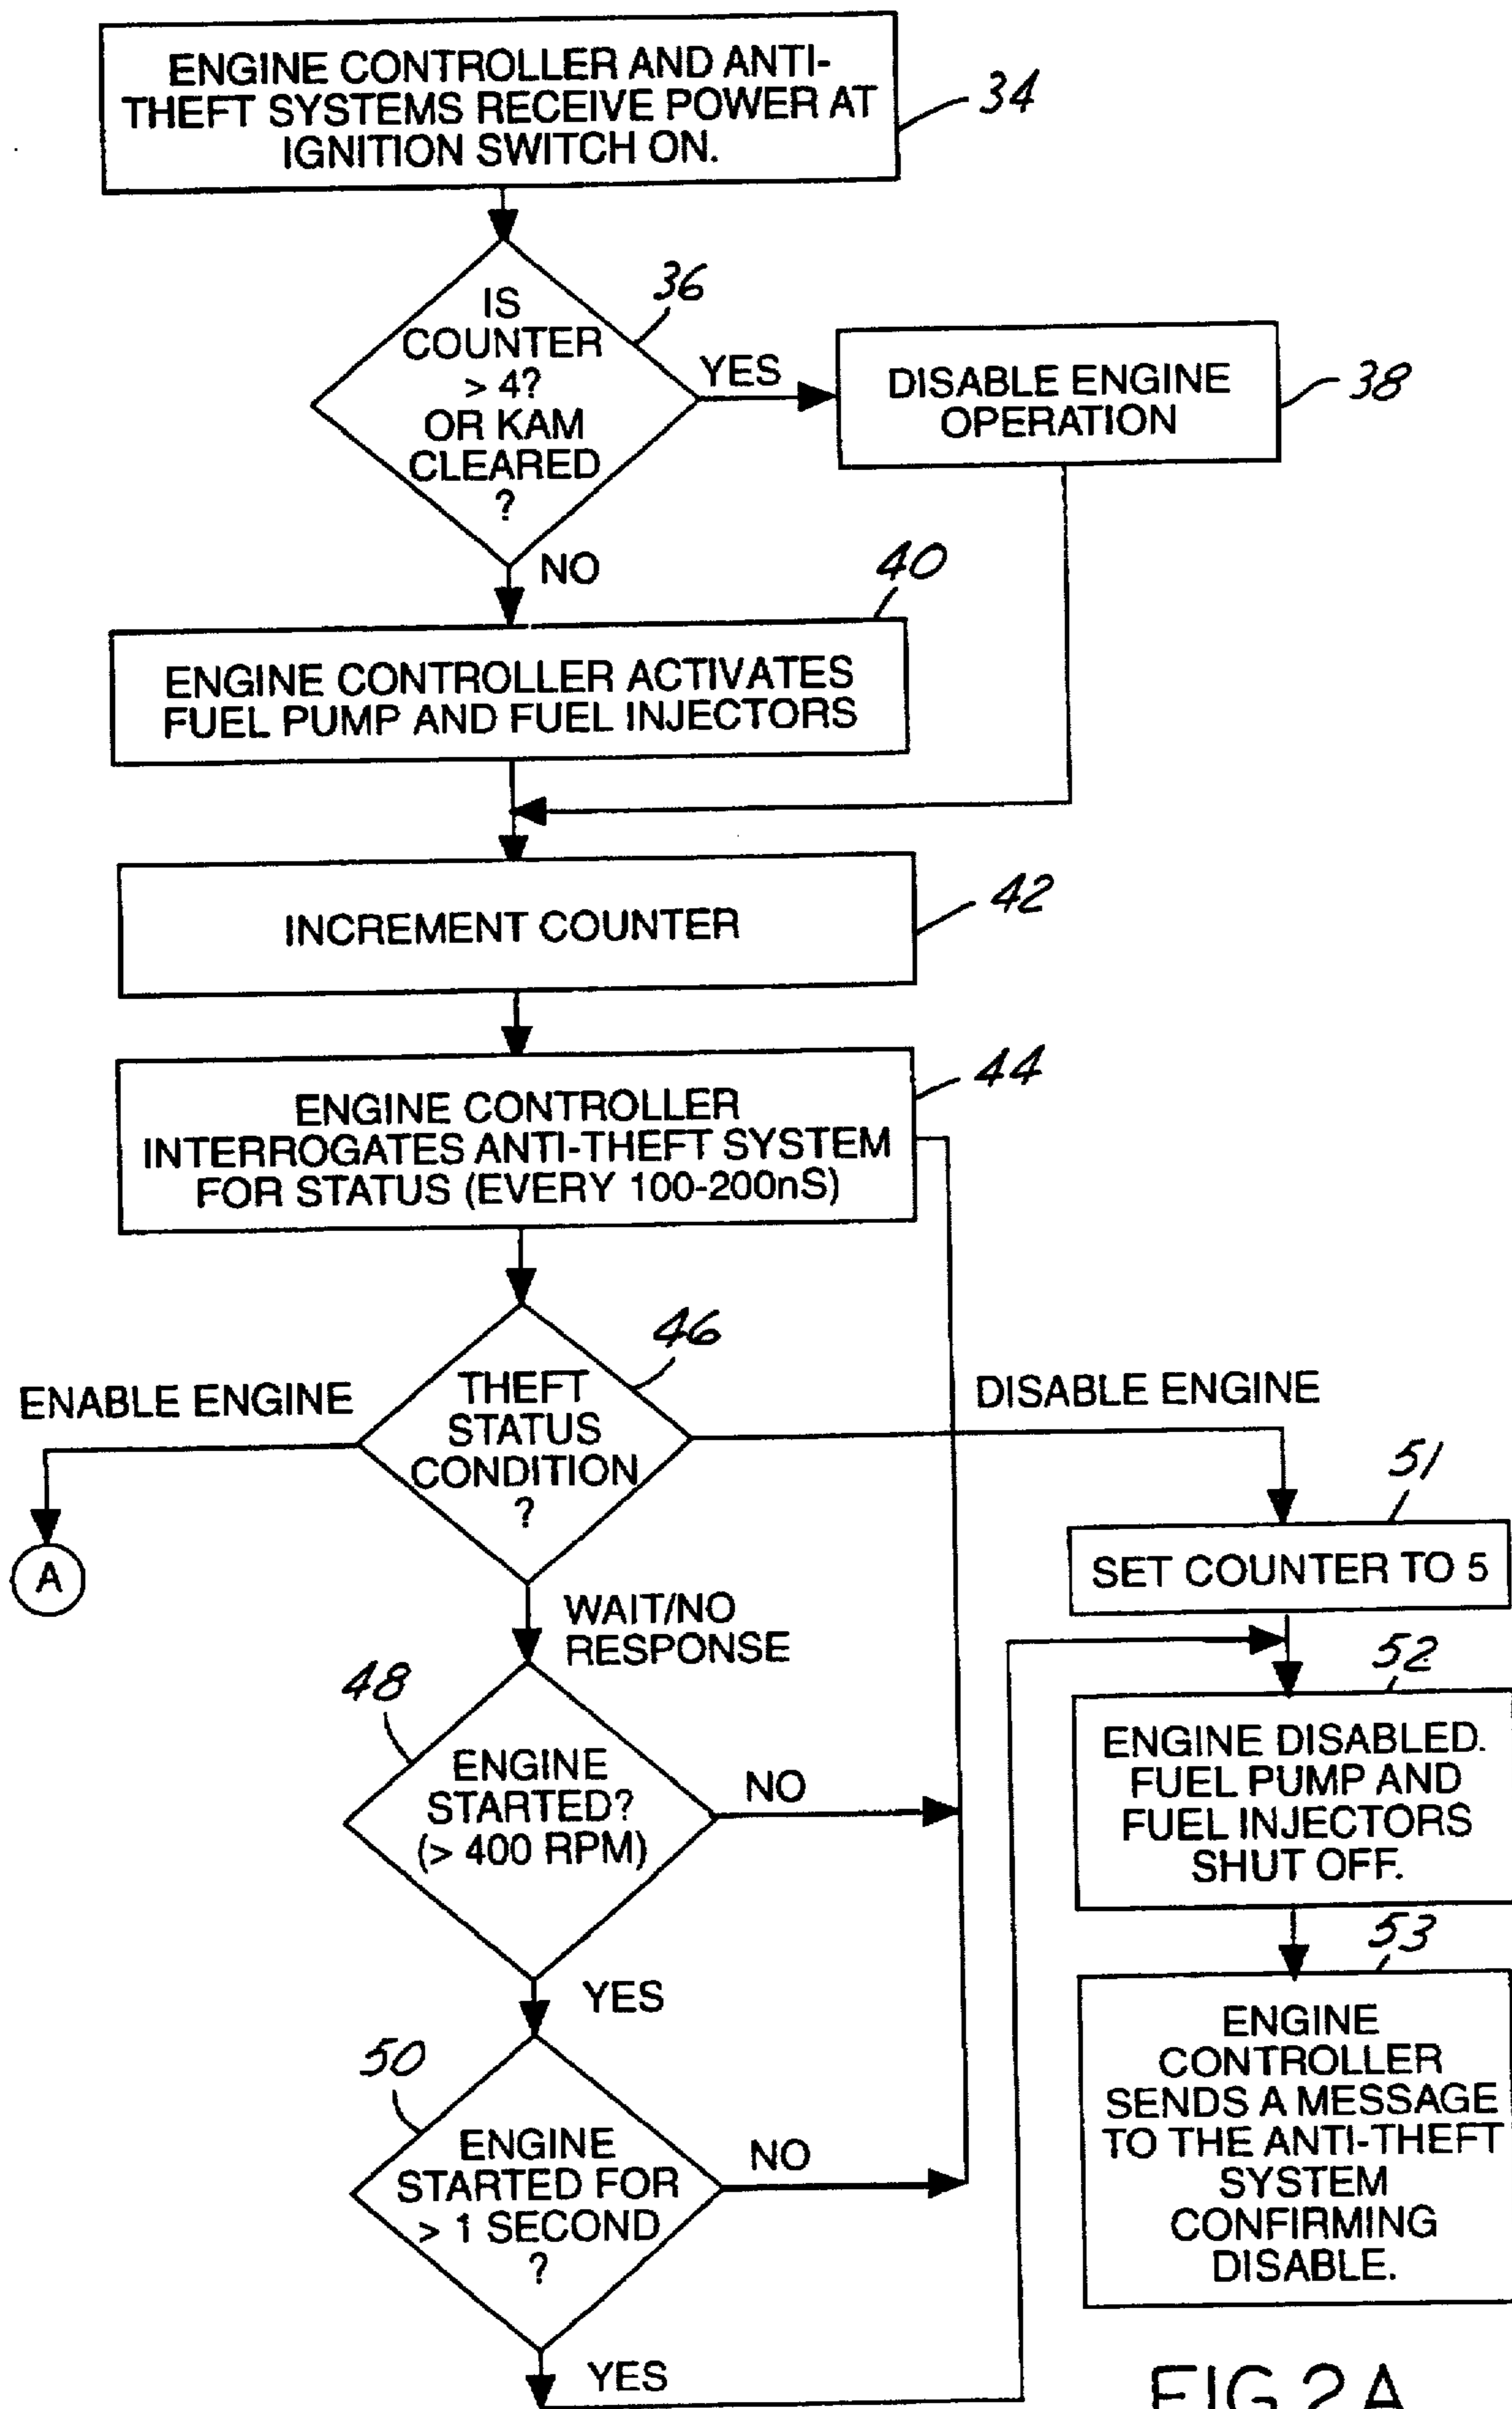 ENGINE CONTROLLER AND ANTI-
THEFT SYSTEMS RECEIVE POWER AT
IGNITION SWITCH ON.
34
IS
COUNTER
> 4?
OR KAM
CLEARED
?
36
YES
DISABLE ENGINE
OPERATION
38
NO
40
ENGINE CONTROLLER ACTIVATES
FUEL PUMP AND FUEL INJECTORS
INCREMENT COUNTER
42
ENGINE CONTROLLER
INTERROGATES ANTI-THEFT SYSTEM
FOR STATUS (EVERY 100-200nS)
44
46
ENABLE ENGINE
THEFT
STATUS
CONDITION
?
DISABLE ENGINE
A
51
SET COUNTER TO 5
WAIT/NO
RESPONSE
48
ENGINE
STARTED?
(> 400 RPM)
NO
52
ENGINE DISABLED.
FUEL PUMP AND
FUEL INJECTORS
SHUT OFF.
YES
53
50
ENGINE
STARTED FOR
> 1 SECOND
?
NO
ENGINE
CONTROLLER
SENDS A MESSAGE
TO THE ANTI-THEFT
SYSTEM
CONFIRMING
DISABLE.
YES
FIG.2A